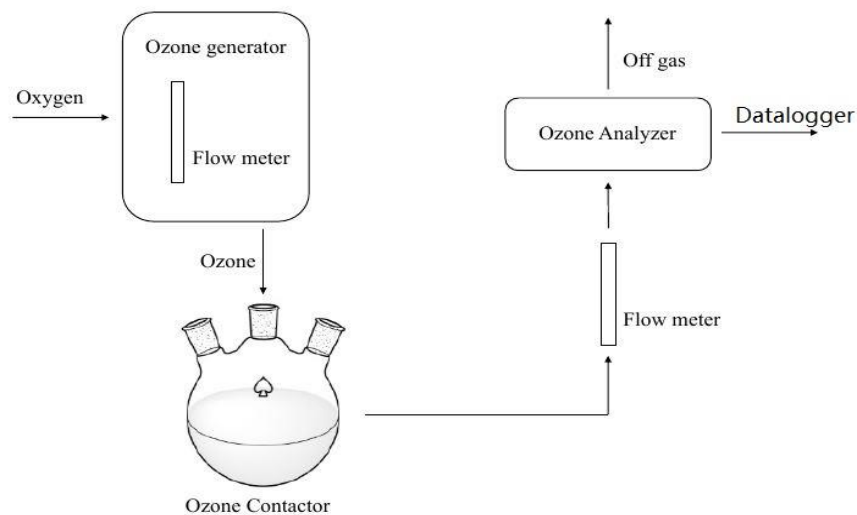 Ozone generator
Oxygen
Flow meter
Ozone
Ozone Contactor
Off gas
Ozone Analyzer
Datalogger
Flow meter